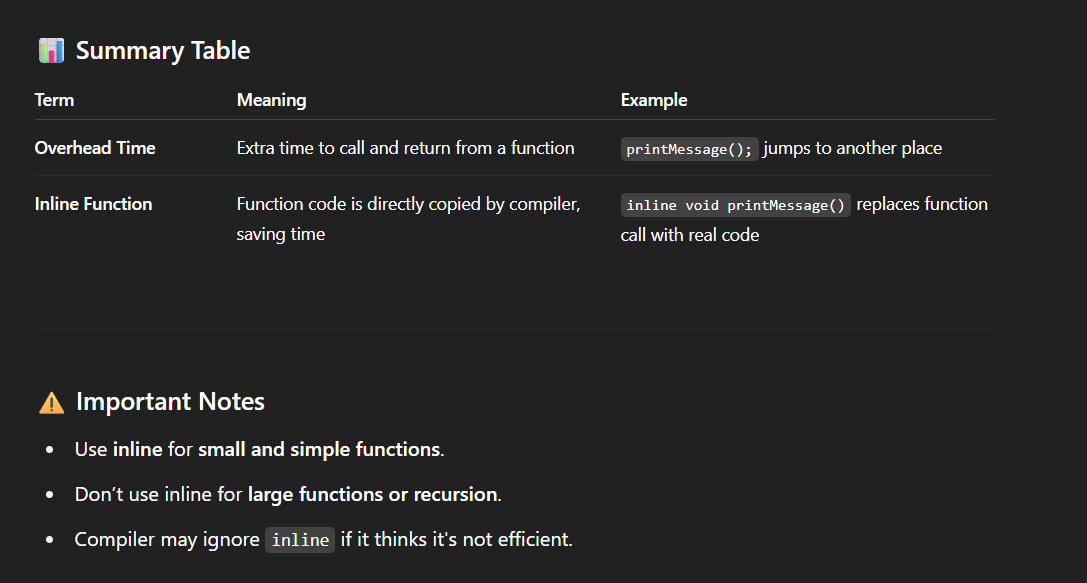 📊 Summary Table
Term Meaning Example
Overhead Time Extra time to call and return from a function printMessage(); jumps to another place
Inline Function Function code is directly copied by compiler, inline void printMessage() replaces function
saving time call with real code
⚠️ Important Notes
• Use inline for small and simple functions.
• Don’t use inline for large functions or recursion.
• Compiler may ignore inline if it thinks it's not efficient.